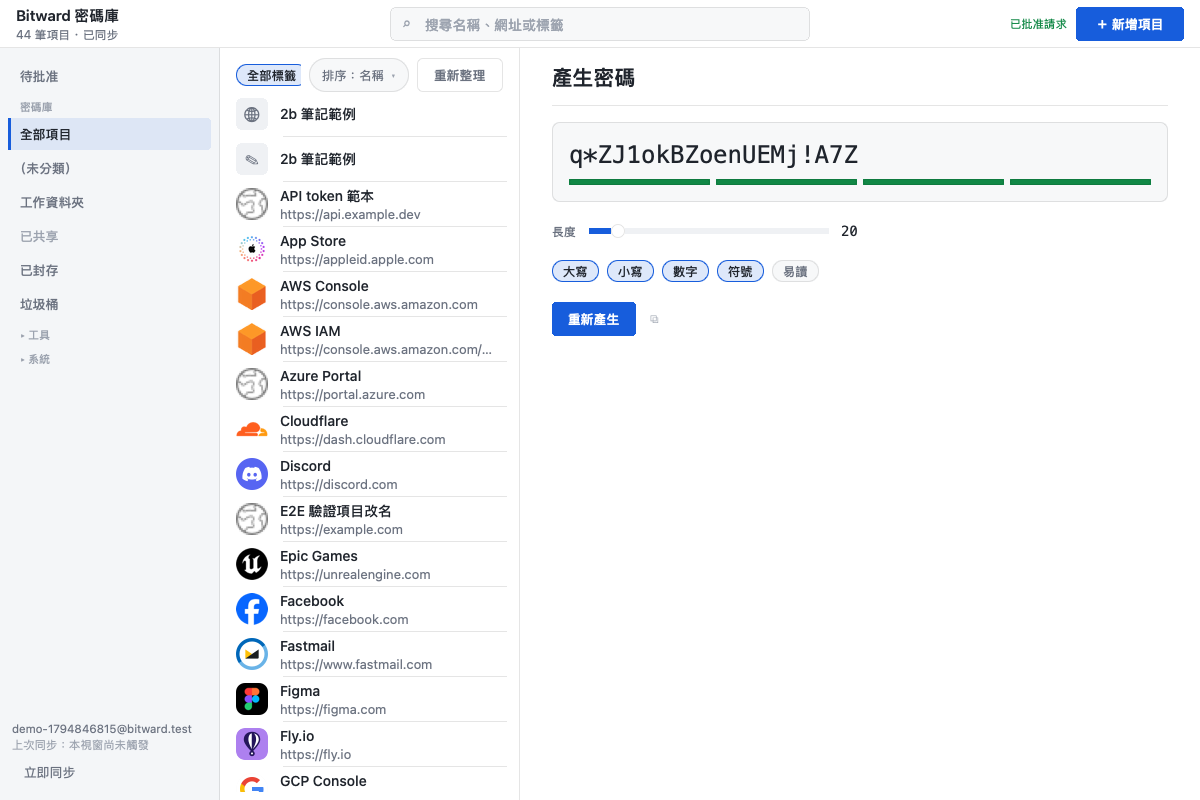 Bitward 密碼庫
44 筆項目 · 已同步
搜尋名稱、網址或標籤
已批准請求
+ 新增項目
待批准
密碼庫
全部項目
(未分類)
工作資料夾
已共享
已封存
垃圾桶
工具
系統
demo-1794846815@bitward.test
上次同步：本視窗尚未觸發
立即同步
全部標籤
排序：名稱
重新整理
2b 筆記範例
2b 筆記範例
API token 範本
https://api.example.dev
App Store
https://appleid.apple.com
AWS Console
https://console.aws.amazon.com
AWS IAM
https://console.aws.amazon.com/...
Azure Portal
https://portal.azure.com
Cloudflare
https://dash.cloudflare.com
Discord
https://discord.com
E2E 驗證項目改名
https://example.com
Epic Games
https://unrealengine.com
Facebook
https://facebook.com
Fastmail
https://www.fastmail.com
Figma
https://figma.com
Fly.io
https://fly.io
GCP Console
產生密碼
q*ZJ1okBZoenUEMj!A7Z
長度
20
大寫
小寫
數字
符號
易讀
重新產生